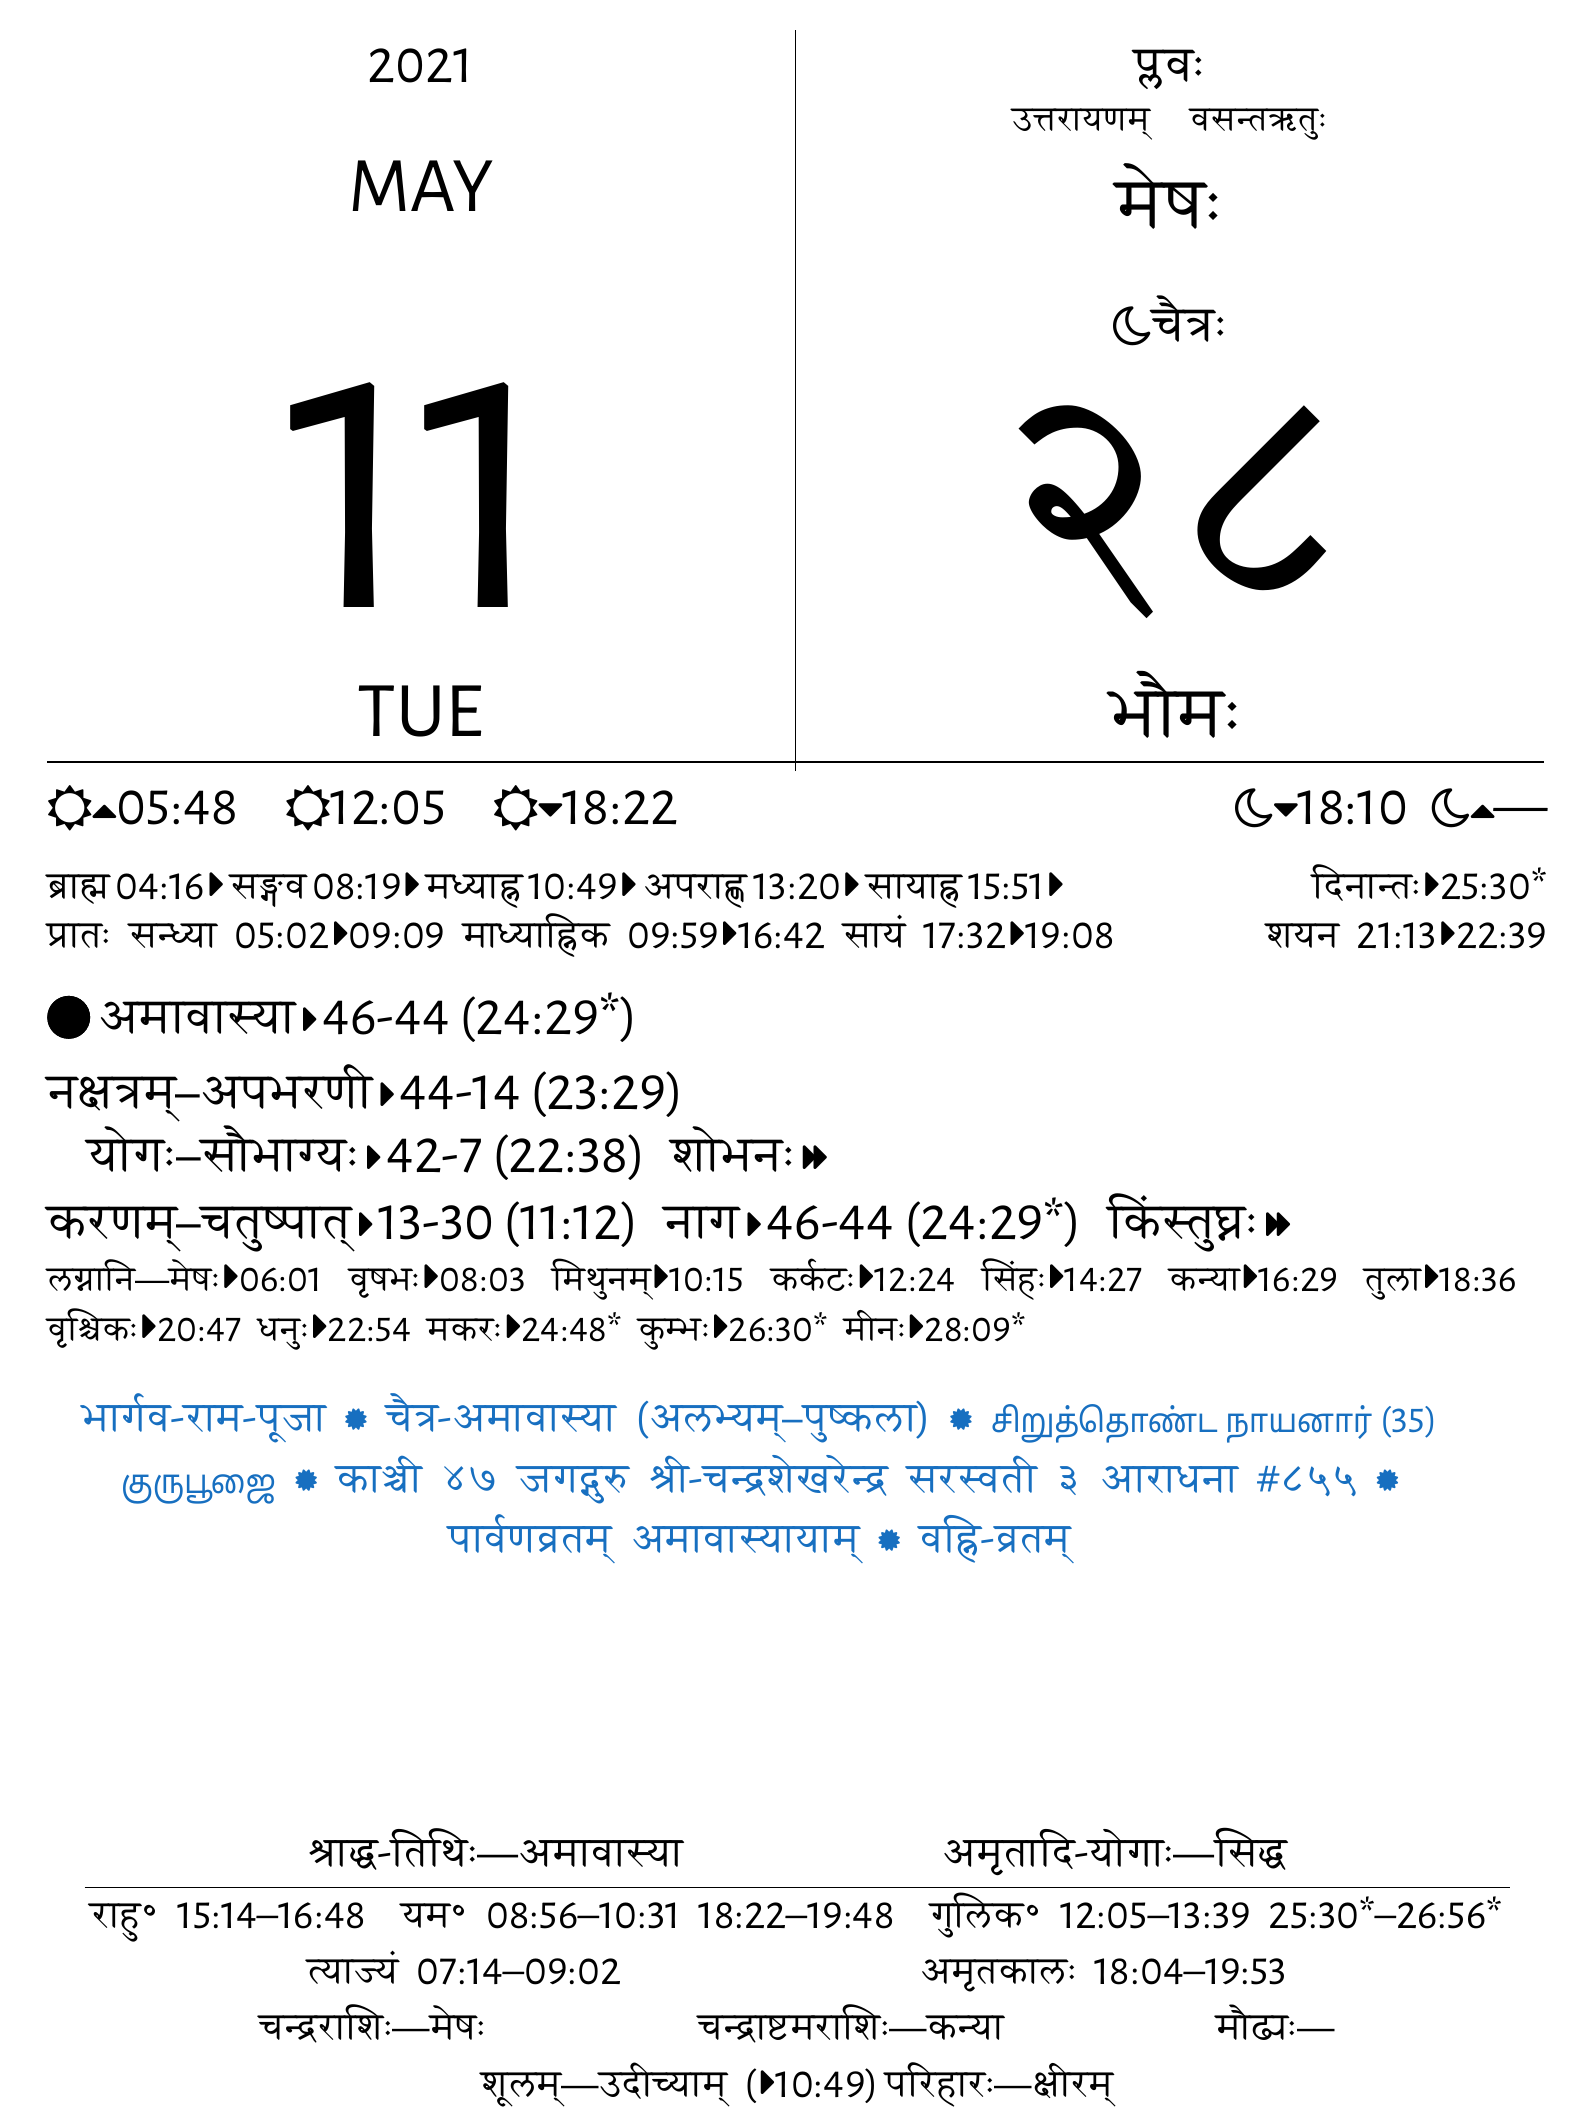 2021
MAY
11
TUE
प्लवः
उत्तरायणम् वसन्तऋतुः
मेषः
चैत्रः
२८
भौमः
05:48 12:05 18:22 18:10 —
ब्राह्म 04:16 सङ्गव 08:19 मध्याह्न 10:49 अपराह्ण 13:20 सायाह्न 15:51 दिनान्तः 25:30*
प्रातः सन्ध्या 05:02 09:09 माध्याह्निक 09:59 16:42 सायं 17:32 19:08 शयन 21:13 22:39
अमावास्या 46-44 (24:29*)
नक्षत्रम्–अपभरणी 44-14 (23:29)
योगः–सौभाग्यः 42-7 (22:38) शोभनः
करणम्–चतुष्पात् 13-30 (11:12) नाग 46-44 (24:29*) किंस्तुघ्नः
लग्नानि—मेषः 06:01 वृषभः 08:03 मिथुनम् 10:15 कर्कटः 12:24 सिंहः 14:27 कन्या 16:29 तुला 18:36
वृश्चिकः 20:47 धनुः 22:54 मकरः 24:48* कुम्भः 26:30* मीनः 28:09*
भार्गव-राम-पूजा ✹ चैत्र-अमावास्या (अलभ्यम्–पुष्कला) ✹ சிறுத்தொண்ட நாயனார் (35)
குருபூஜை ✹ काञ्ची ४७ जगद्गुरु श्री-चन्द्रशेखरेन्द्र सरस्वती ३ आराधना #८५५ ✹
पार्वणव्रतम् अमावास्यायाम् ✹ वह्नि-व्रतम्
श्राद्ध-तिथिः—अमावास्या अमृतादि-योगाः—सिद्ध
राहु॰ 15:14–16:48 यम॰ 08:56–10:31 18:22–19:48 गुलिक॰ 12:05–13:39 25:30*–26:56*
त्याज्यं 07:14–09:02 अमृतकालः 18:04–19:53
चन्द्रराशिः—मेषः चन्द्राष्टमराशिः—कन्या मौढ्यः—
शूलम्—उदीच्याम् (10:49) परिहारः—क्षीरम्